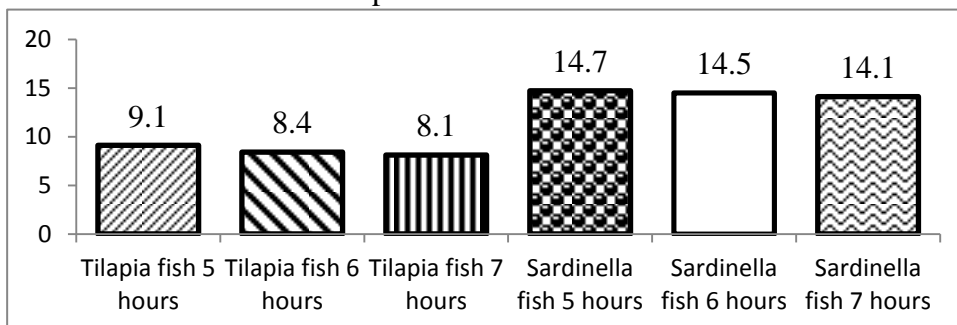 20
15
10
5
0
9.1
8.4
8.1
14.7
14.5
14.1
Tilapia fish 5
hours
Tilapia fish 6
hours
Tilapia fish 7
hours
Sardinella
fish 5 hours
Sardinella
fish 6 hours
Sardinella
fish 7 hours